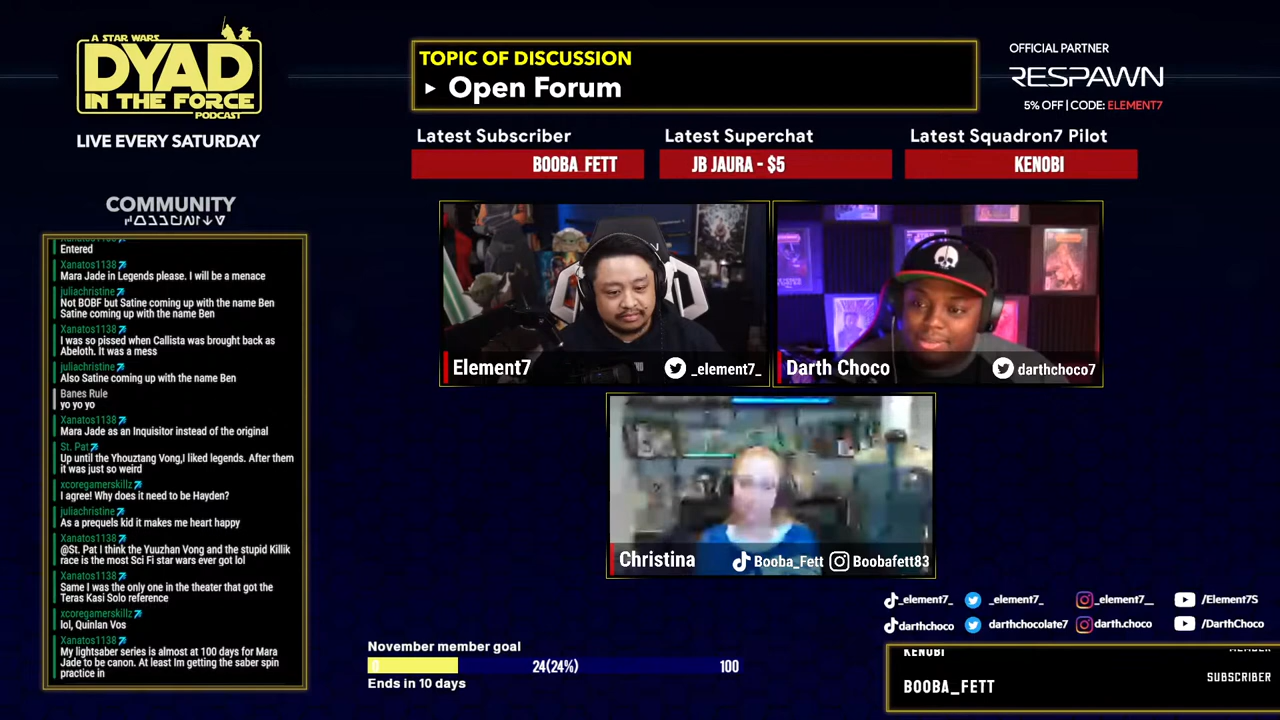 A STAR WARS
DYAD
IN THE FORCE
PODCAST
LIVE EVERY SATURDAY
TOPIC OF DISCUSSION
Open Forum
OFFICIAL PARTNER
RESPAWN
5% OFF | CODE: ELEMENT7
Latest Subscriber
BOOBA_FETT
Latest Superchat
JB JAURA - $5
Latest Squadron7 Pilot
KENOBI
COMMUNITY
Xanatos1138
Entered
Xanatos1138
Mara Jade in Legends please. I will be a menace
juliachristine
Not BOBF but Satine coming up with the name Ben
Satine coming up with the name Ben
Xanatos1138
I was so pissed when Callista was brought back as
Abeloth. It was a mess
juliachristine
Also Satine coming up with the name Ben
Banes Rule
yo yo yo
Xanatos1138
Mara Jade as an Inquisitor instead of the original
St. Pat
Up until the Yhouztang Vong,I liked legends. After them
it was just so weird
xcoregamerskillz
I agree! Why does it need to be Hayden?
juliachristine
As a prequels kid it makes me heart happy
Xanatos1138
@St. Pat I think the Yuuzhan Vong and the stupid Killik
race is the most Sci Fi star wars ever got lol
Xanatos1138
Same I was the only one in the theater that got the
Teras Kasi Solo reference
xcoregamerskillz
lol, Quinlan Vos
Xanatos1138
My lightsaber series is almost at 100 days for Mara
Jade to be canon. At least Im getting the saber spin
practice in
Element7
_element7_
Darth Choco
darthchoco7
Christina
Booba_Fett
Boobafett83
November member goal
0
24(24%)
100
Ends in 10 days
_element7_
_element7_
_element7__
/Element7S
darthchoco
darthchocolate7
darth.choco
/DarthChoco
KENOBI
MEMBER
BOOBA_FETT
SUBSCRIBER